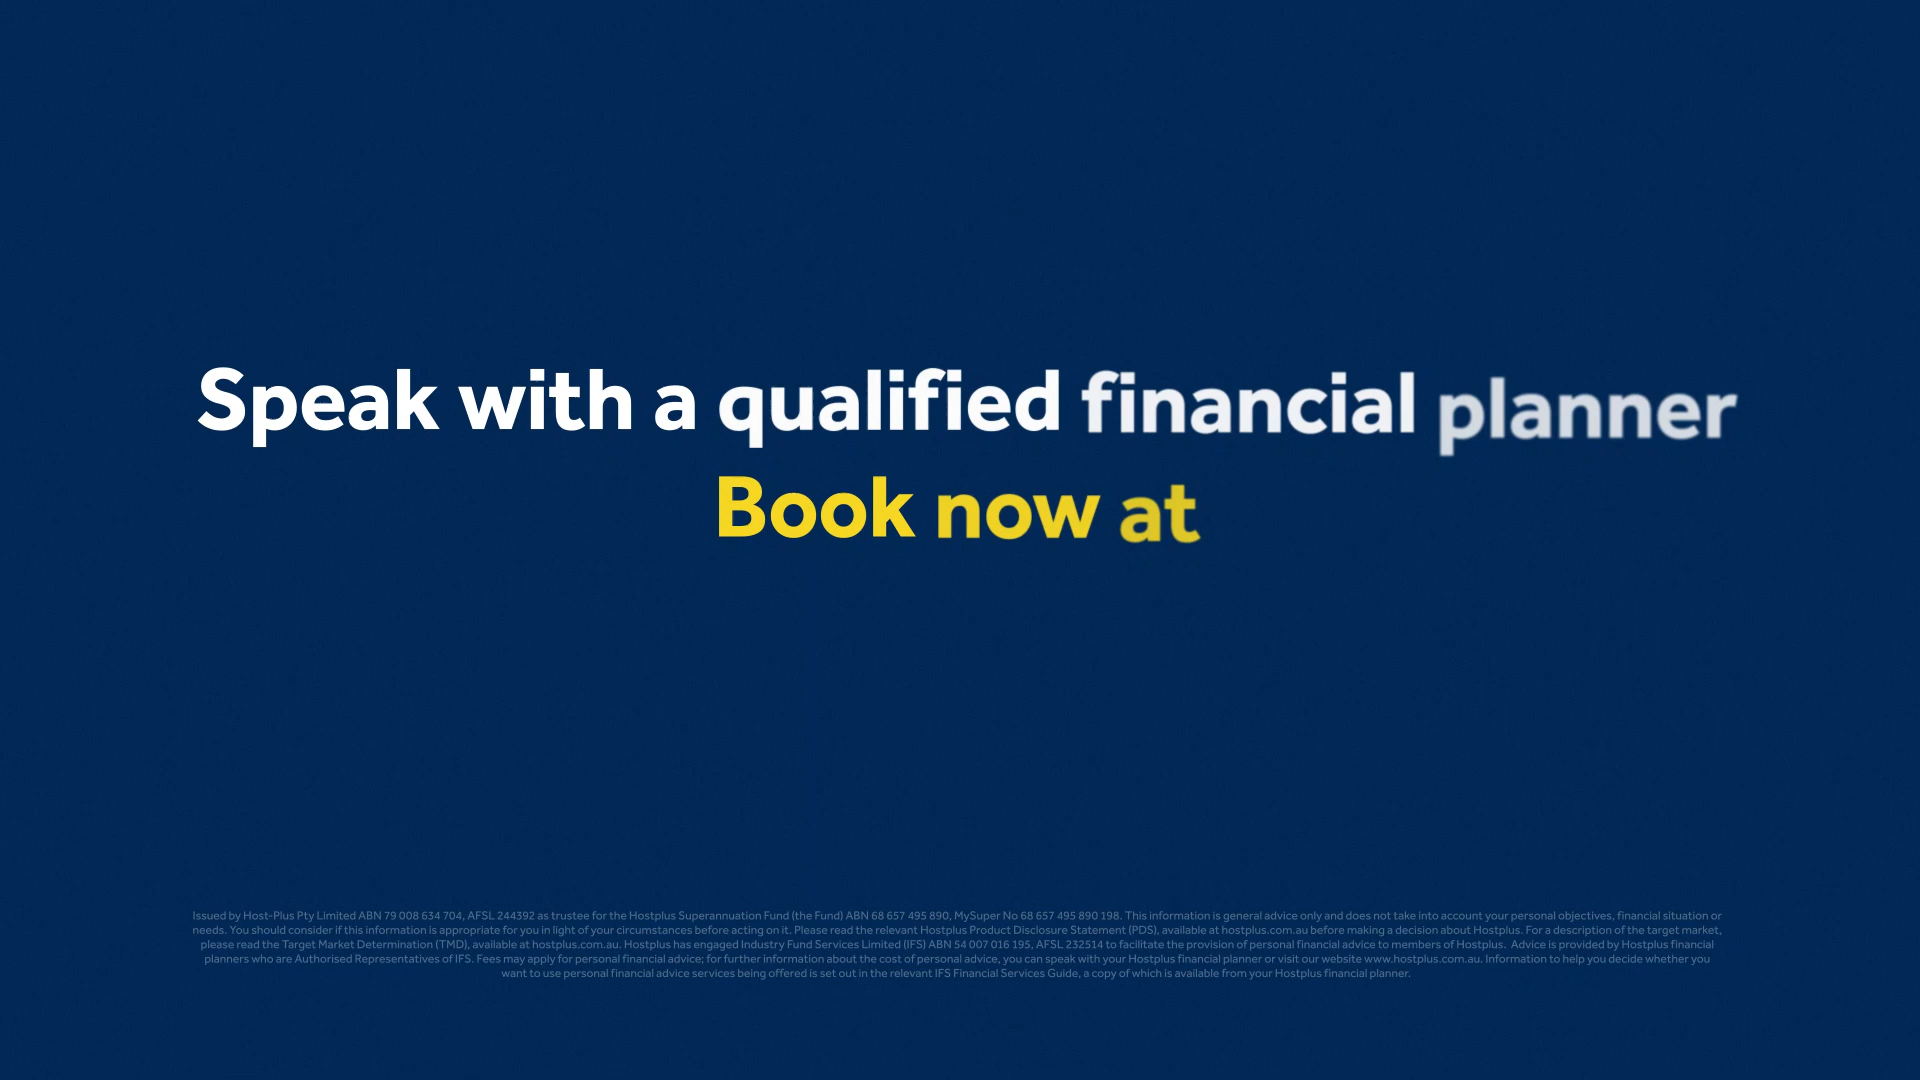 Speak with a qualified financial planner
Book now at
Issued by Host-Plus Pty Limited ABN 79 008 634 704, AFSL 244392 as trustee for the Hostplus Superannuation Fund (the Fund) ABN 68 657 495 890, MySuper No 68 657 495 890 198. This information is general advice only and does not take into account your personal objectives, financial situation or
needs. You should consider if this information is appropriate for you in light of your circumstances before acting on it. Please read the relevant Hostplus Product Disclosure Statement (PDS), available at hostplus.com.au before making a decision about Hostplus. For a description of the target market,
please read the Target Market Determination (TMD), available at hostplus.com.au. Hostplus has engaged Industry Fund Services Limited (IFS) ABN 54 007 016 195, AFSL 232514 to facilitate the provision of personal financial advice to members of Hostplus. Advice is provided by Hostplus financial
planners who are Authorised Representatives of IFS. Fees may apply for personal financial advice; for further information about the cost of personal advice, you can speak with your Hostplus financial planner or visit our website www.hostplus.com.au. Information to help you decide whether you
want to use personal financial advice services being offered is set out in the relevant IFS Financial Services Guide, a copy of which is available from your Hostplus financial planner.